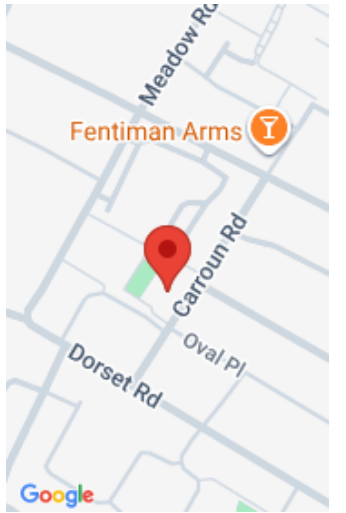 Meadow Rd
Fentiman Arms
Carroun Rd
Oval Pl
Dorset Rd
Google